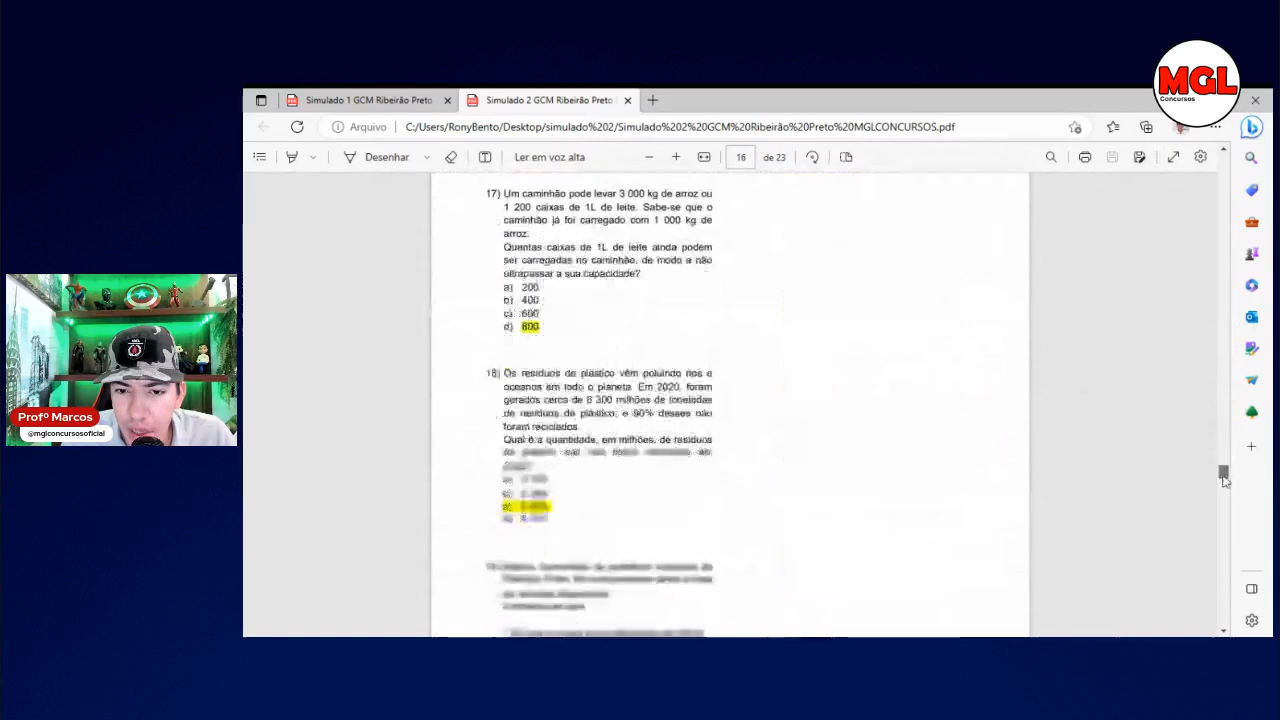 MGL
Concursos
Simulado 1 GCM Ribeirão Preto
Simulado 2 GCM Ribeirão Preto
Arquivo
C:/Users/RonyBento/Desktop/simulado%202/Simulado%202%20GCM%20Ribeirão%20Preto%20MGLCONCURSOS.pdf
Desenhar
Ler em voz alta
16
de 23
17) Um caminhão pode levar 3 000 kg de arroz ou
1 200 caixas de 1L de leite. Sabe-se que o
caminhão já foi carregado com 1 000 kg de
arroz.
Quantas caixas de 1L de leite ainda podem
ser carregadas no caminhão, de modo a não
ultrapassar a sua capacidade?
a) 200
b) 400
c) 600
d) 800
18) Os resíduos de plástico vêm poluindo rios e
oceanos em todo o planeta. Em 2020, foram
gerados cerca de 6 300 milhões de toneladas
de resíduos de plástico, e 90% desses não
foram reciclados.
Qual é a quantidade, em milhões, de resíduos
Profº Marcos
@mglconcursosoficial